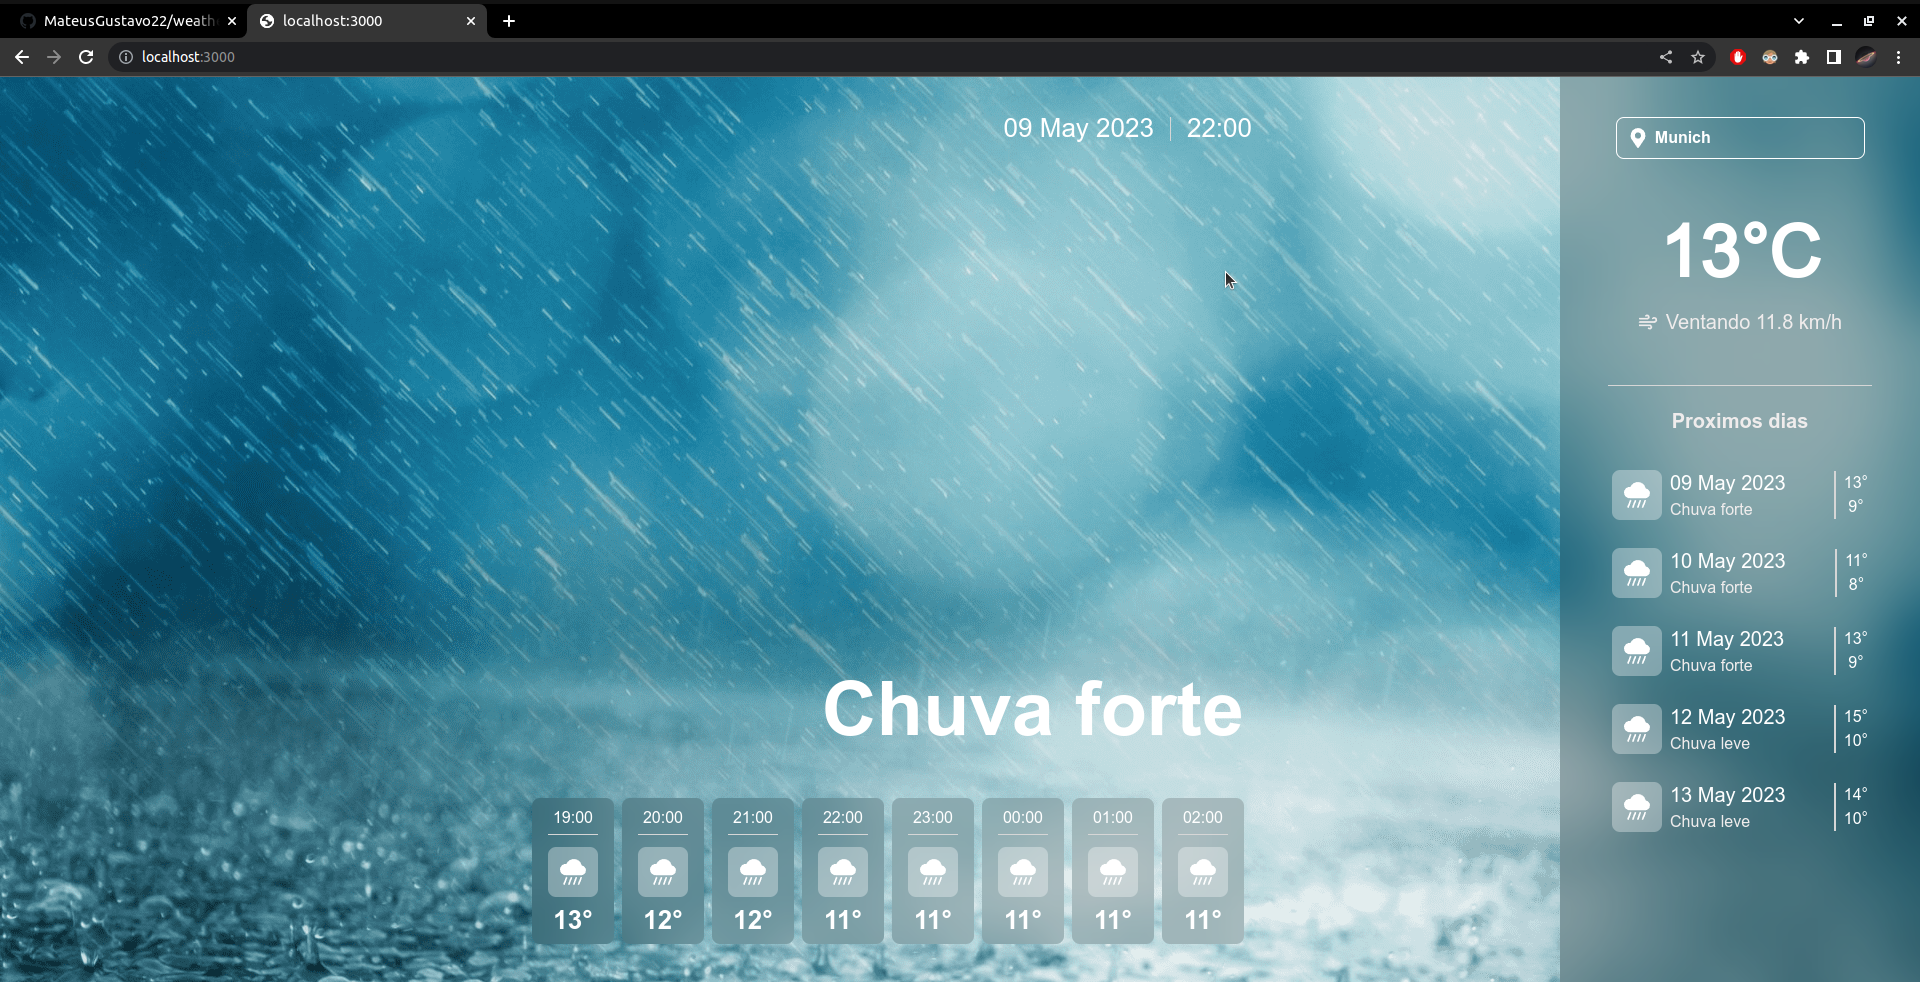 MateusGustavo22/weath
localhost:3000
localhost:3000
09 May 2023 22:00
Munich
13°C
Ventando 11.8 km/h
Proximos dias
09 May 2023 13°
Chuva forte 9°
10 May 2023 11°
Chuva forte 8°
11 May 2023 13°
Chuva forte 9°
12 May 2023 15°
Chuva leve 10°
13 May 2023 14°
Chuva leve 10°
Chuva forte
19:00 20:00 21:00 22:00 23:00 00:00 01:00 02:00
13° 12° 12° 11° 11° 11° 11° 11°